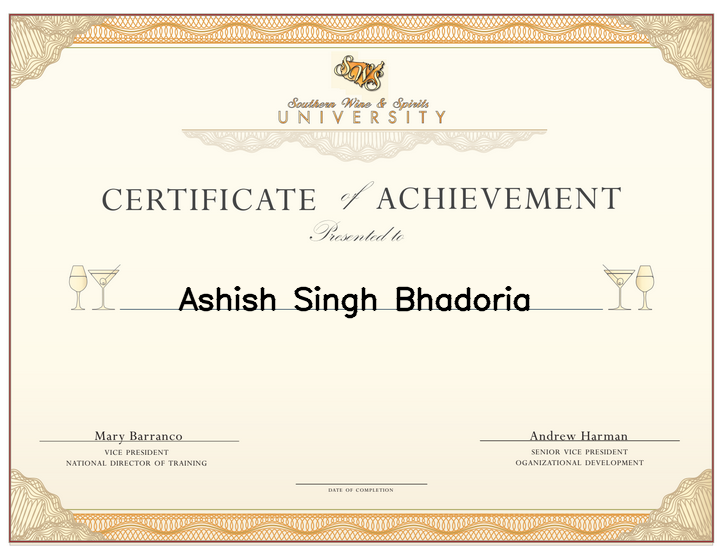 SWS
Southern Wine & Spirits
UNIVERSITY
CERTIFICATE of ACHIEVEMENT
Presented to
Ashish Singh Bhadoria
Mary Barranco
VICE PRESIDENT
NATIONAL DIRECTOR OF TRAINING
Andrew Harman
SENIOR VICE PRESIDENT
OGANIZATIONAL DEVELOPMENT
DATE OF COMPLETION